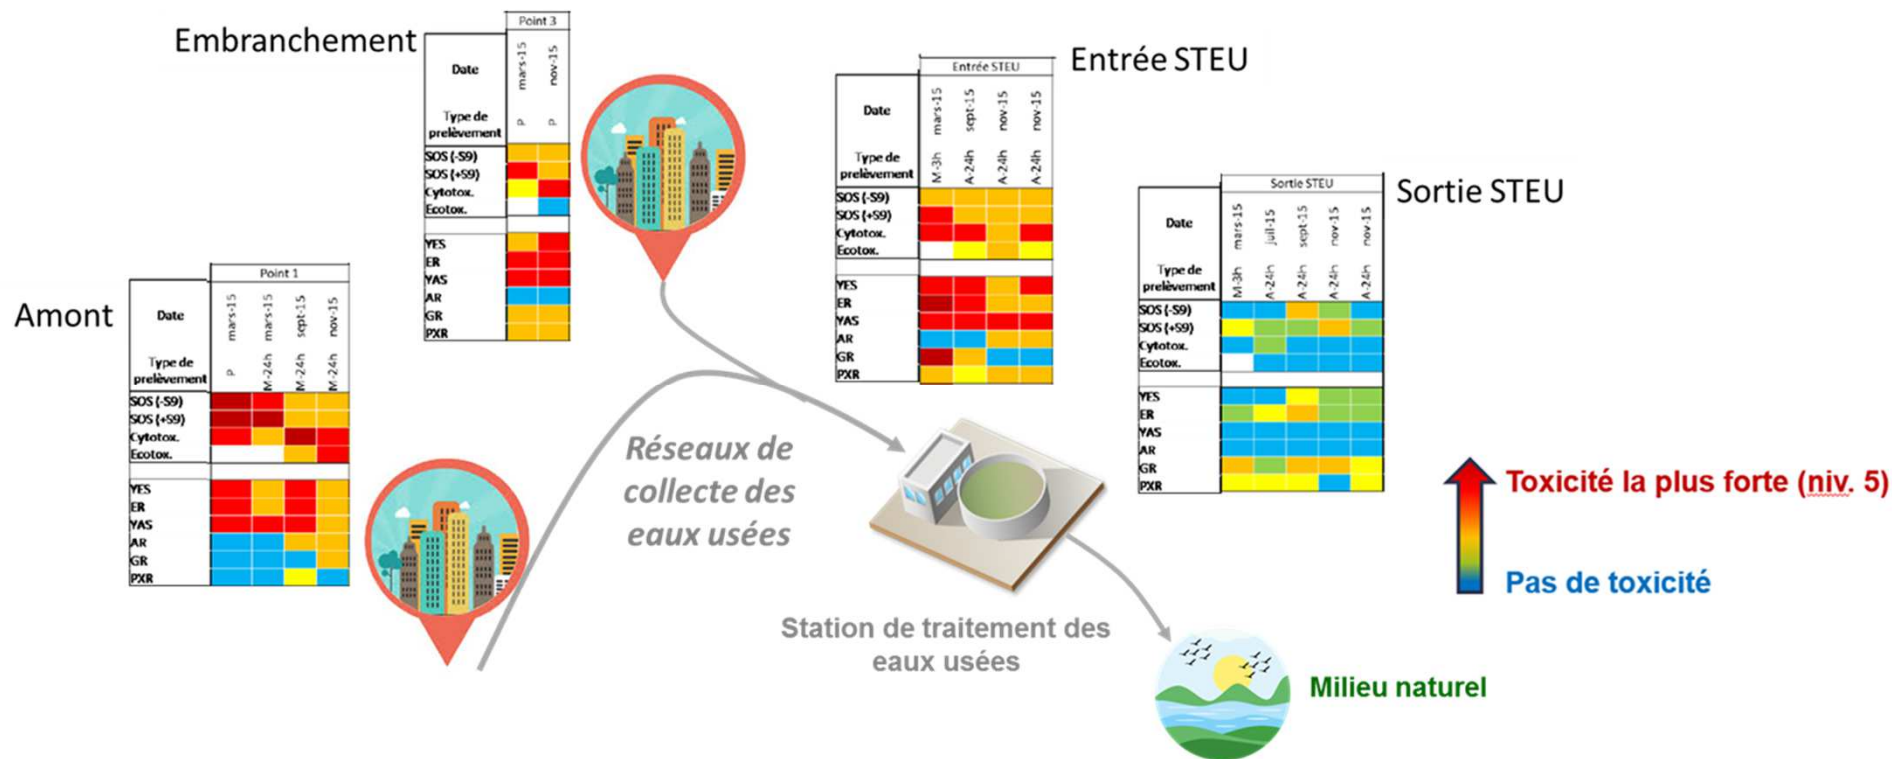 Embranchement
Point 3
Date
mars-15
nov-15
Type de
prelèvement
P
P
SOS (-S9)
SOS (+S9)
Cytotox.
Ecotox.
YES
ER
YAS
AR
GR
PXR
Entrée STEU
Entrée STEU
Date
mars-15
sept-15
nov-15
nov-15
Type de
prelèvement
M-3h
A-24h
A-24h
A-24h
SOS (-S9)
SOS (+S9)
Cytotox.
Ecotox.
YES
ER
YAS
AR
GR
PXR
Sortie STEU
Sortie STEU
Date
mars-15
juil-15
sept-15
nov-15
nov-15
Type de
prelèvement
M-3h
A-24h
A-24h
A-24h
A-24h
SOS (-S9)
SOS (+S9)
Cytotox.
Ecotox.
YES
ER
YAS
AR
GR
PXR
Amont
Point 1
Date
mars-15
mars-15
sept-15
nov-15
Type de
prelèvement
P
M-24h
M-24h
M-24h
SOS (-S9)
SOS (+S9)
Cytotox.
Ecotox.
YES
ER
YAS
AR
GR
PXR
Réseaux de
collecte des
eaux usées
Station de traitement des
eaux usées
Toxicité la plus forte (niv. 5)
Pas de toxicité
Milieu naturel